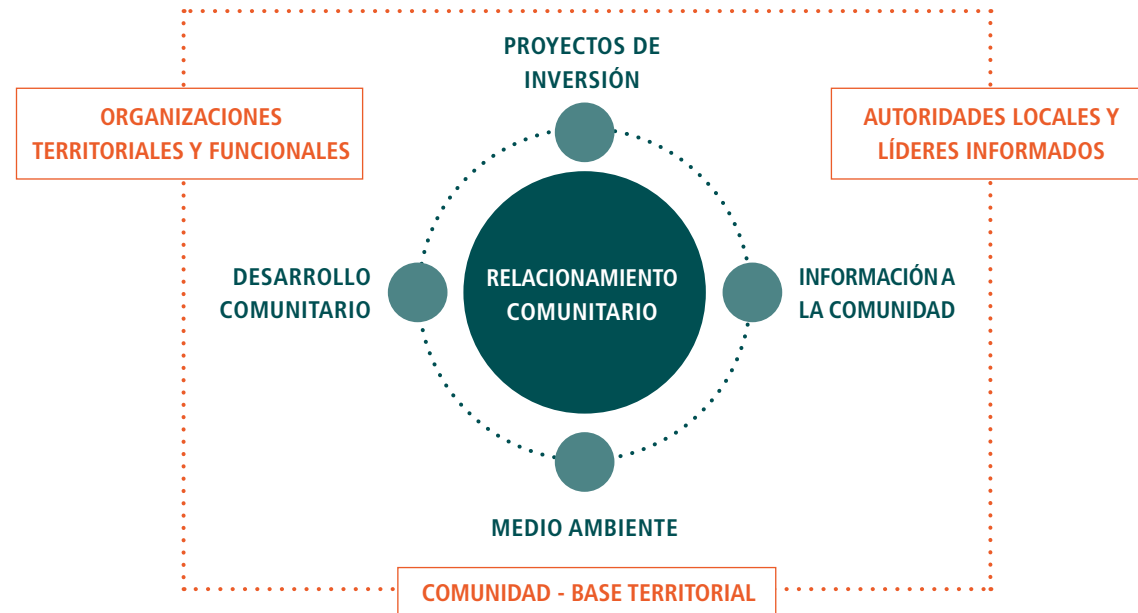 PROYECTOS DE
INVERSIÓN
ORGANIZACIONES
TERRITORIALES Y FUNCIONALES
AUTORIDADES LOCALES Y
LÍDERES INFORMADOS
DESARROLLO
COMUNITARIO
RELACIONAMIENTO
COMUNITARIO
INFORMACIÓN A
LA COMUNIDAD
MEDIO AMBIENTE
COMUNIDAD - BASE TERRITORIAL